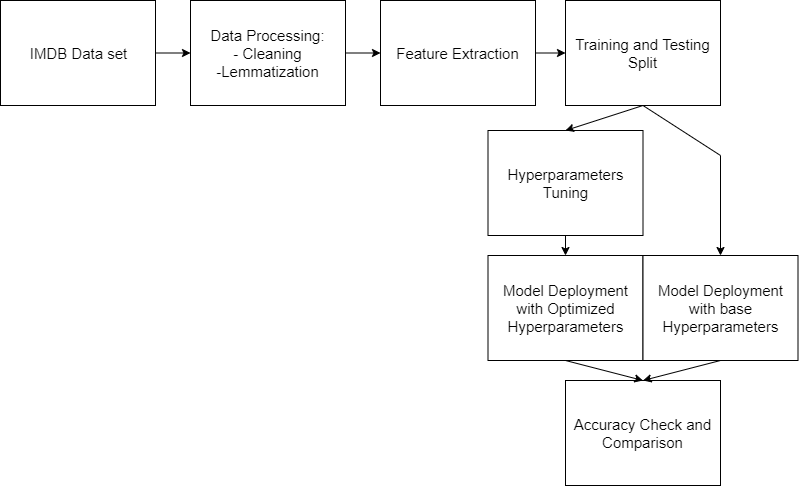 IMDB Data set
Data Processing:
- Cleaning
-Lemmatization
Feature Extraction
Training and Testing
Split
Hyperparameters
Tuning
Model Deployment
with Optimized
Hyperparameters
Model Deployment
with base
Hyperparameters
Accuracy Check and
Comparison